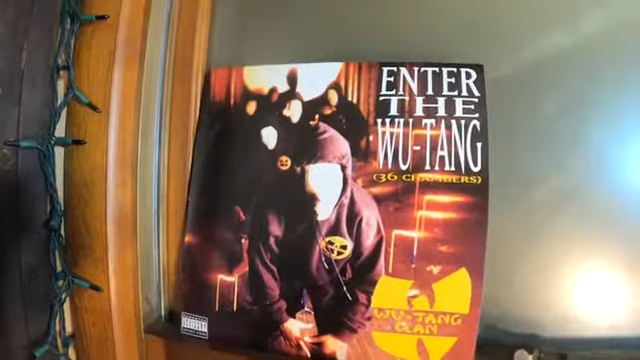 ENTER
THE
WU-TANG
(36 CHAMBERS)
WU-TANG
CLAN